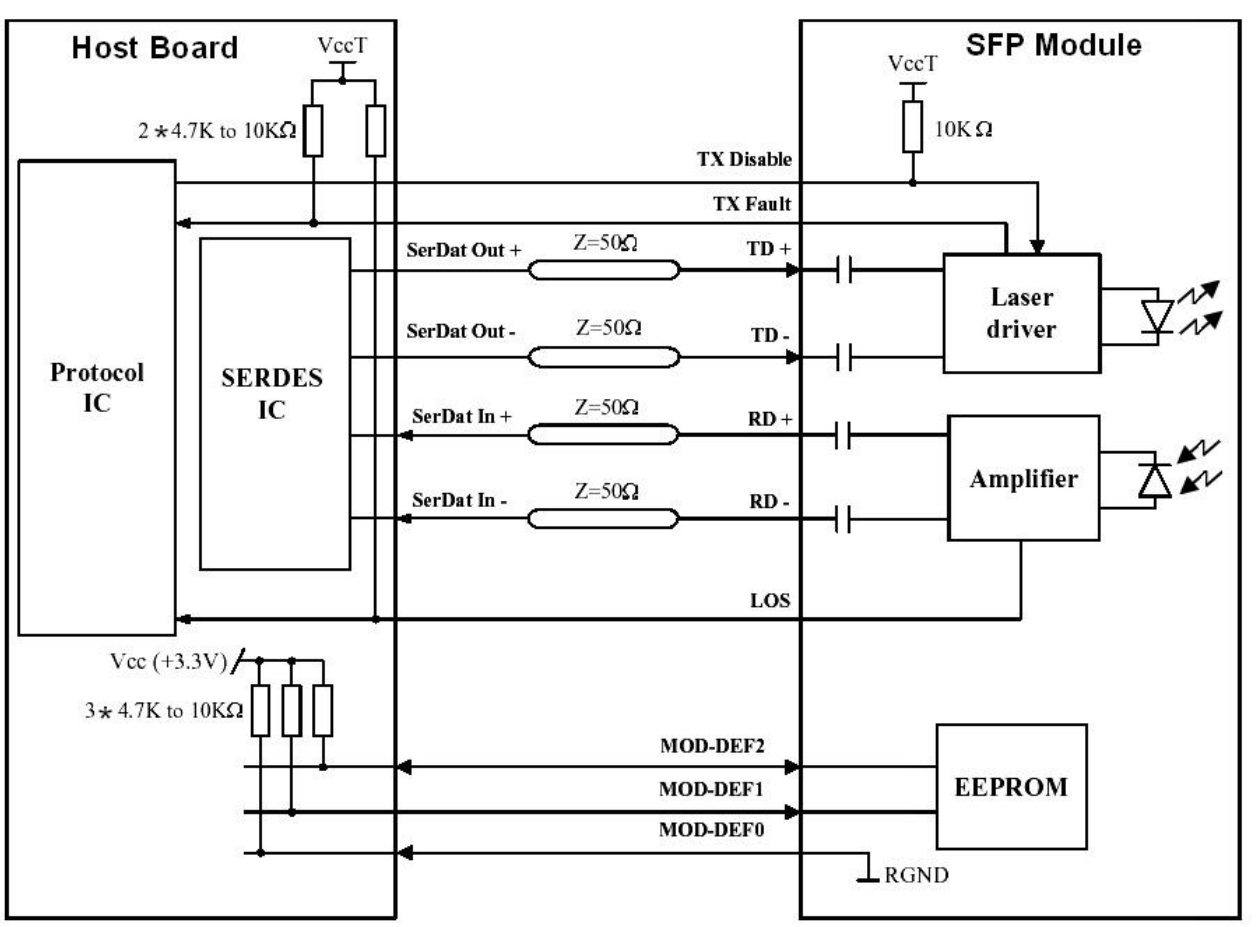 Host Board
SFP Module
VccT
VccT
2 * 4.7K to 10KΩ
10K Ω
TX Disable
TX Fault
SerDat Out +
Z=50Ω
TD +
SerDat Out -
Z=50Ω
TD -
Laser
driver
Protocol
IC
SERDES
IC
SerDat In +
Z=50Ω
RD +
SerDat In -
Z=50Ω
RD -
Amplifier
LOS
Vcc (+3.3V)
3 * 4.7K to 10KΩ
MOD-DEF2
MOD-DEF1
MOD-DEF0
EEPROM
RGND